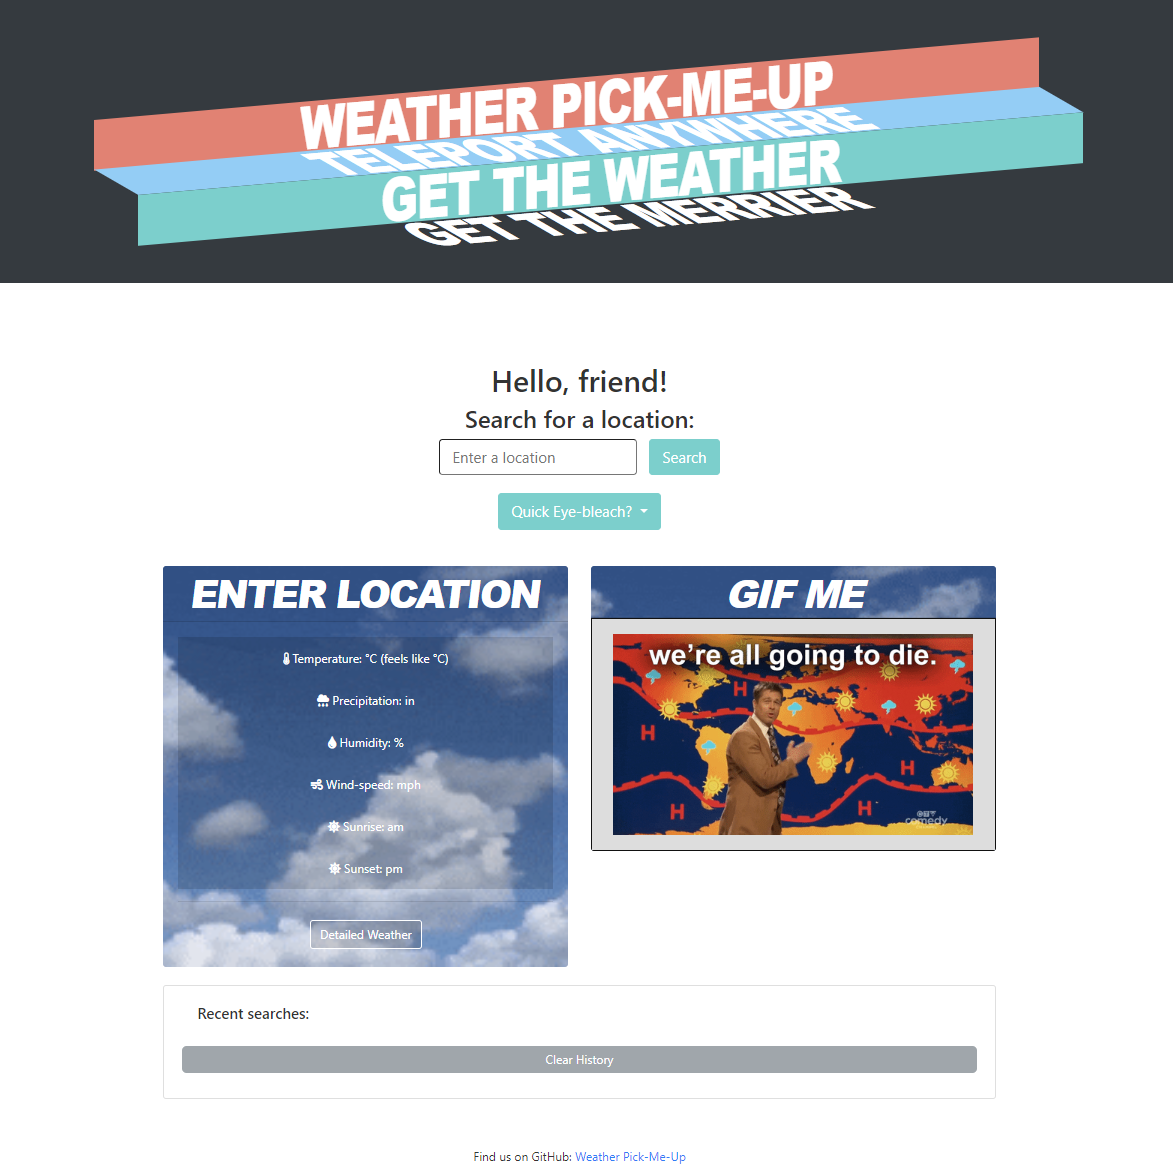 WEATHER PICK-ME-UP
TELEPORT ANYWHERE
GET THE WEATHER
GET THE MERRIER
Hello, friend!
Search for a location:
Enter a location
Search
Quick Eye-bleach?
ENTER LOCATION
Temperature: °C (feels like °C)
Precipitation: in
Humidity: %
Wind-speed: mph
Sunrise: am
Sunset: pm
Detailed Weather
GIF ME
we're all going to die.
H
H
H
H
H
CTV
comedy
Recent searches:
Clear History
Find us on GitHub: Weather Pick-Me-Up